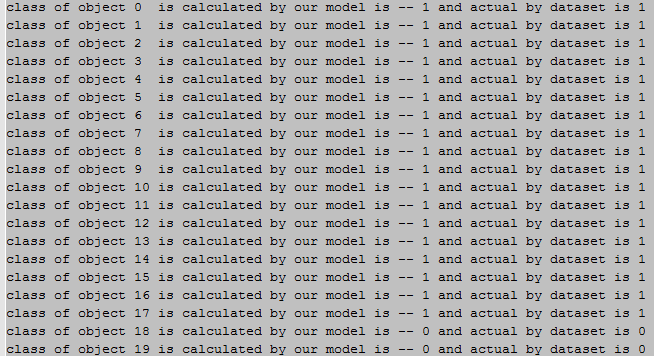 class of object 0  is calculated by our model is -- 1 and actual by dataset is 1
class of object 1  is calculated by our model is -- 1 and actual by dataset is 1
class of object 2  is calculated by our model is -- 1 and actual by dataset is 1
class of object 3  is calculated by our model is -- 1 and actual by dataset is 1
class of object 4  is calculated by our model is -- 1 and actual by dataset is 1
class of object 5  is calculated by our model is -- 1 and actual by dataset is 1
class of object 6  is calculated by our model is -- 1 and actual by dataset is 1
class of object 7  is calculated by our model is -- 1 and actual by dataset is 1
class of object 8  is calculated by our model is -- 1 and actual by dataset is 1
class of object 9  is calculated by our model is -- 1 and actual by dataset is 1
class of object 10 is calculated by our model is -- 1 and actual by dataset is 1
class of object 11 is calculated by our model is -- 1 and actual by dataset is 1
class of object 12 is calculated by our model is -- 1 and actual by dataset is 1
class of object 13 is calculated by our model is -- 1 and actual by dataset is 1
class of object 14 is calculated by our model is -- 1 and actual by dataset is 1
class of object 15 is calculated by our model is -- 1 and actual by dataset is 1
class of object 16 is calculated by our model is -- 1 and actual by dataset is 1
class of object 17 is calculated by our model is -- 1 and actual by dataset is 1
class of object 18 is calculated by our model is -- 0 and actual by dataset is 0
class of object 19 is calculated by our model is -- 0 and actual by dataset is 0